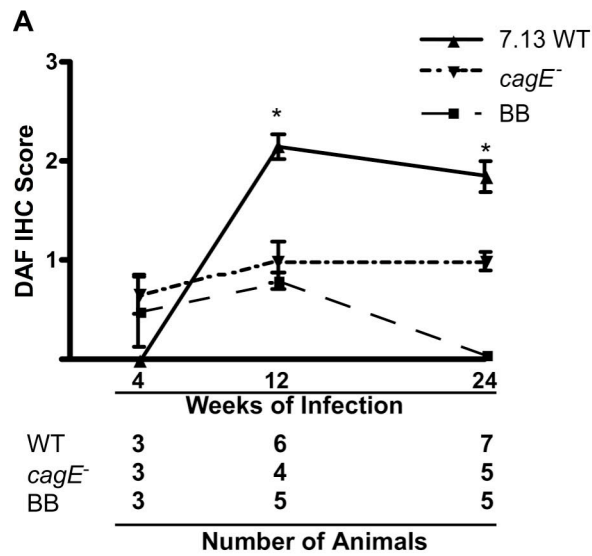 A
7.13 WT
cagE-
BB
3
2
1
DAF IHC Score
*
*
4 12 24
Weeks of Infection
WT 3 6 7
cagE- 3 4 5
BB 3 5 5
Number of Animals